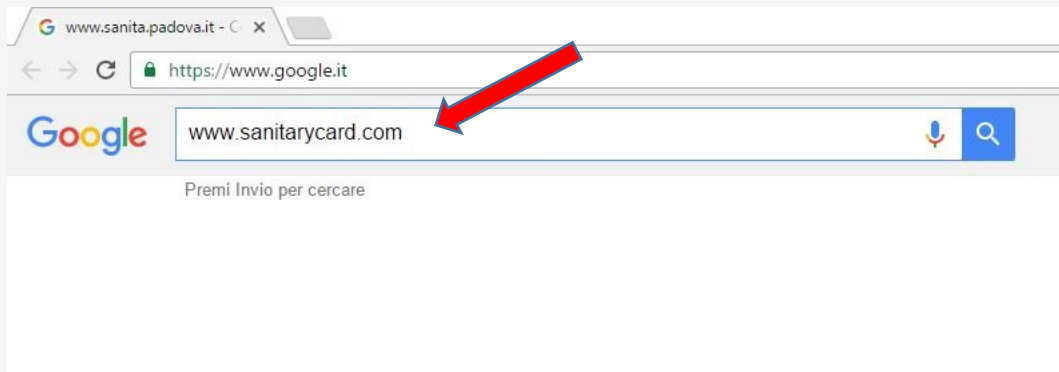 www.sanita.padova.it - C
https://www.google.it
Google www.sanitarycard.com
Premi Invio per cercare